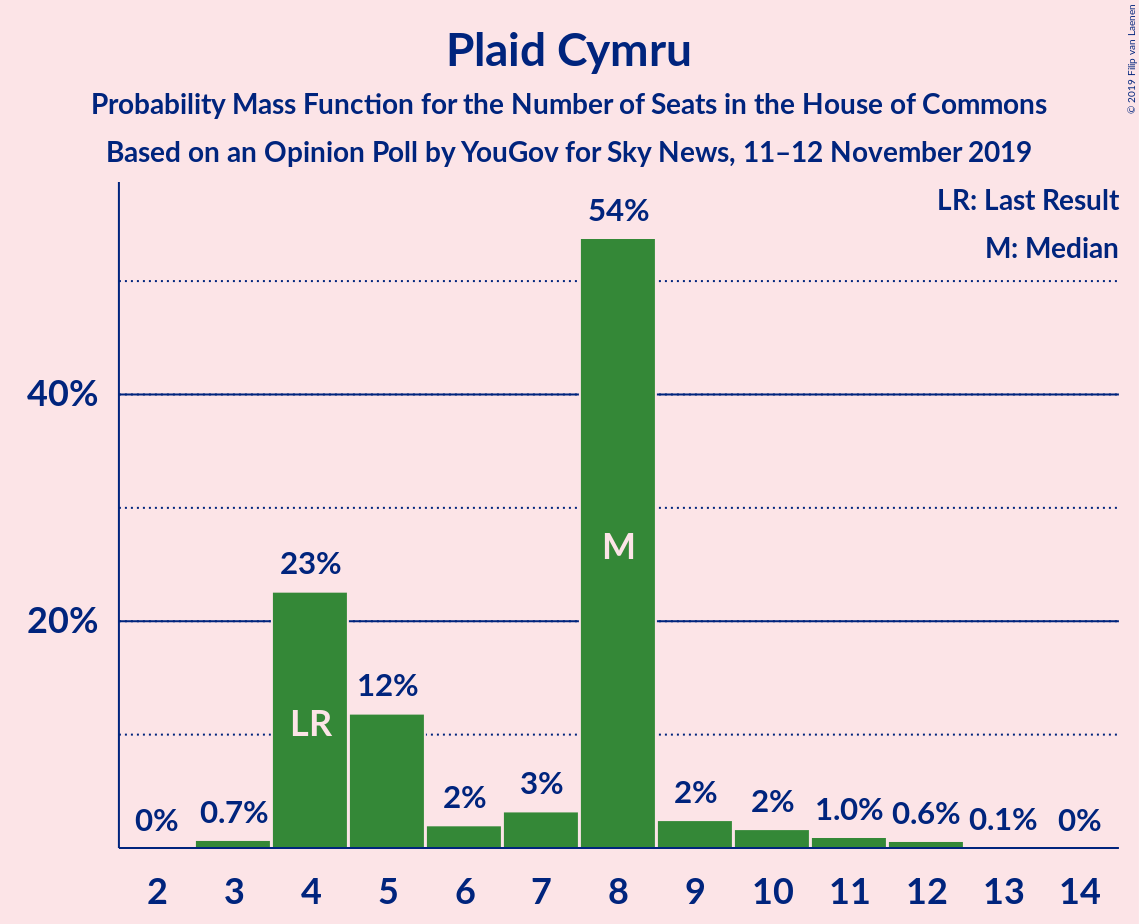 Plaid Cymru
Probability Mass Function for the Number of Seats in the House of Commons
Based on an Opinion Poll by YouGov for Sky News, 11–12 November 2019
© 2019 Filip van Laenen
LR: Last Result
M: Median
40%
20%
0%
0.7%
23%
12%
2%
3%
54%
2%
2%
1.0%
0.6%
0.1%
0%
LR
M
2 3 4 5 6 7 8 9 10 11 12 13 14